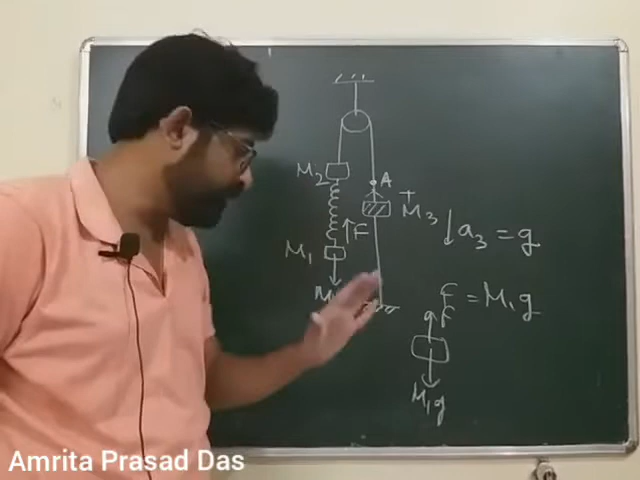 M₂
A
T
M₃
↓a₃ = g
↑F
M₁
F = M₁g
F
M₁g
Amrita Prasad Das